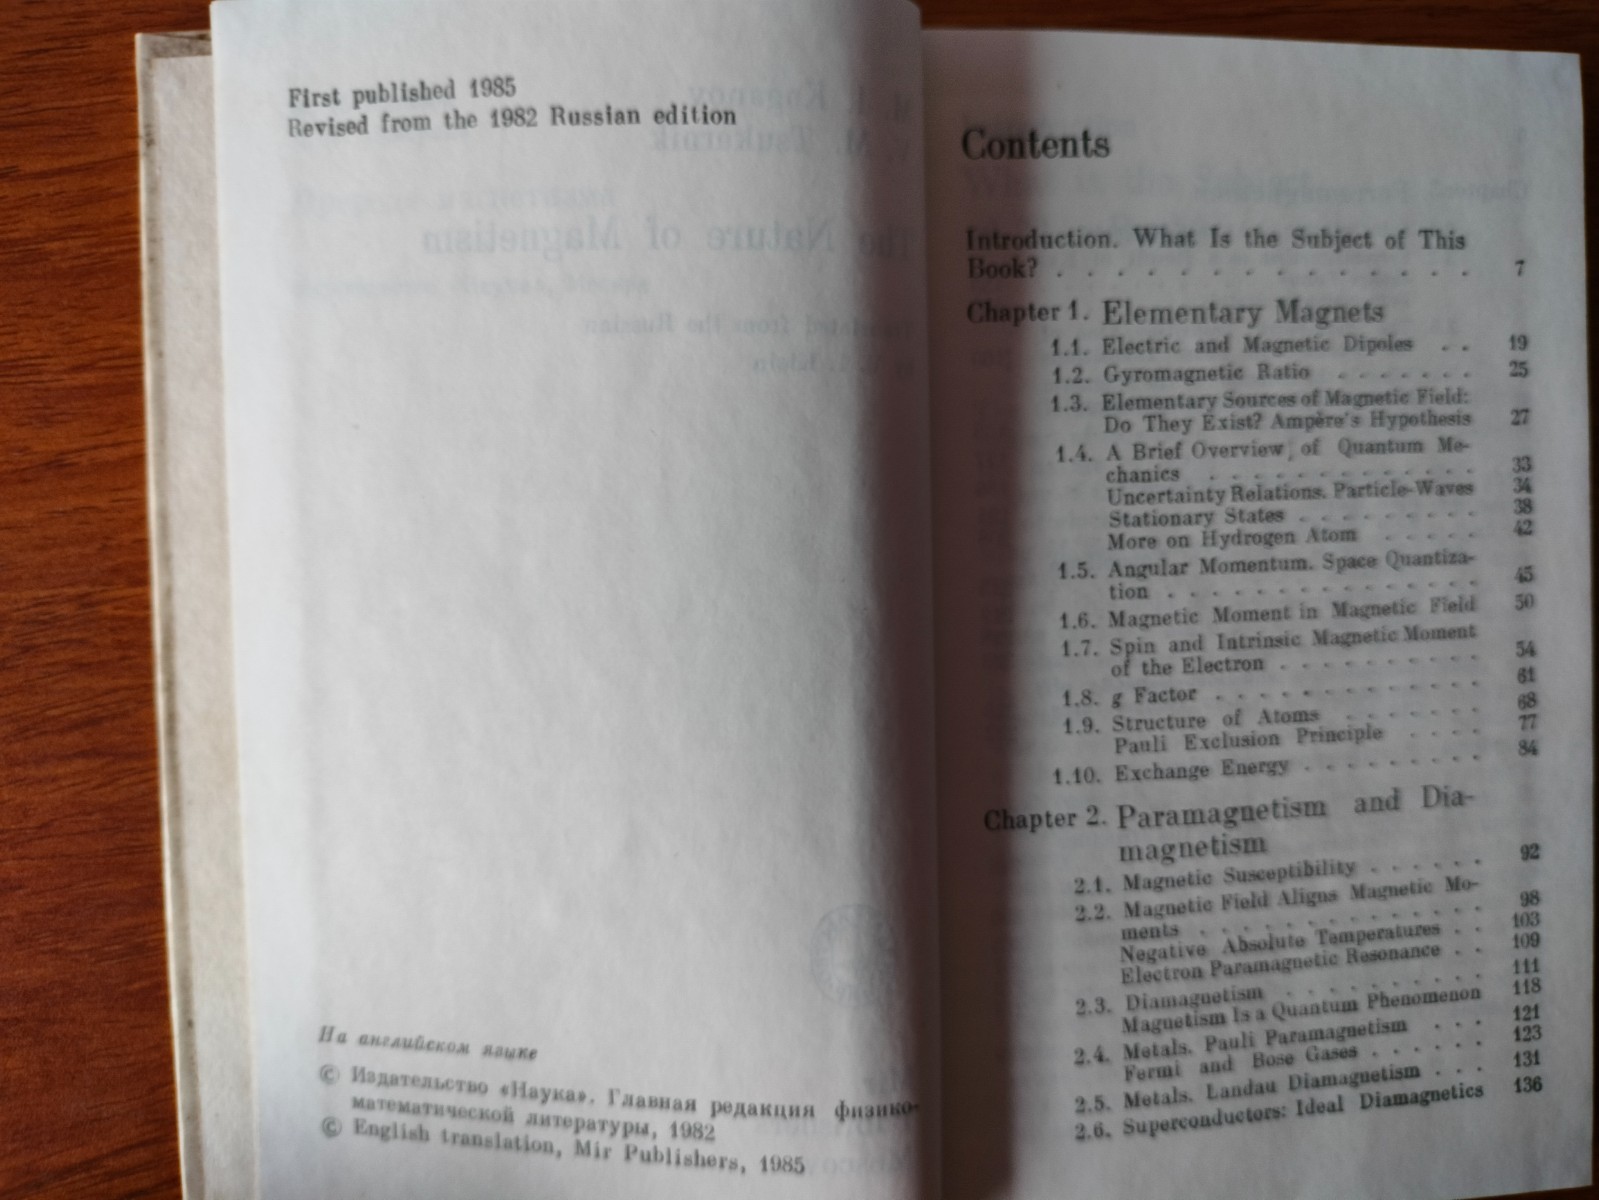 First published 1985
Revised from the 1982 Russian edition
На английском языке
© Издательство «Наука». Главная редакция физико-
математической литературы, 1982
© English translation, Mir Publishers, 1985
Contents
Introduction. What Is the Subject of This
Book? . . . . . . . . . . . . . . 7
Chapter 1. Elementary Magnets
1.1. Electric and Magnetic Dipoles . . 19
1.2. Gyromagnetic Ratio . . . . . . . 25
1.3. Elementary Sources of Magnetic Field:
Do They Exist? Ampère's Hypothesis 27
1.4. A Brief Overview of Quantum Me-
chanics . . . . . . . . . . . . . 33
Uncertainty Relations. Particle-Waves 34
Stationary States . . . . . . . . . 38
More on Hydrogen Atom . . . . . 42
1.5. Angular Momentum. Space Quantiza-
tion . . . . . . . . . . . . . . . 45
1.6. Magnetic Moment in Magnetic Field 50
1.7. Spin and Intrinsic Magnetic Moment
of the Electron . . . . . . . . . . 54
1.8. g Factor . . . . . . . . . . . . . 61
1.9. Structure of Atoms . . . . . . . 68
Pauli Exclusion Principle . . . . 77
1.10. Exchange Energy . . . . . . . . . 84
Chapter 2. Paramagnetism and Dia-
magnetism
2.1. Magnetic Susceptibility . . . . . . 92
2.2. Magnetic Field Aligns Magnetic Mo-
ments . . . . . . . . . . . . . 98
Negative Absolute Temperatures . . 103
Electron Paramagnetic Resonance . . 109
2.3. Diamagnetism . . . . . . . . . . 111
Magnetism Is a Quantum Phenomenon 118
2.4. Metals. Pauli Paramagnetism . . . 121
Fermi and Bose Gases . . . . . . 123
2.5. Metals. Landau Diamagnetism . . . 131
2.6. Superconductors: Ideal Diamagnetics 136